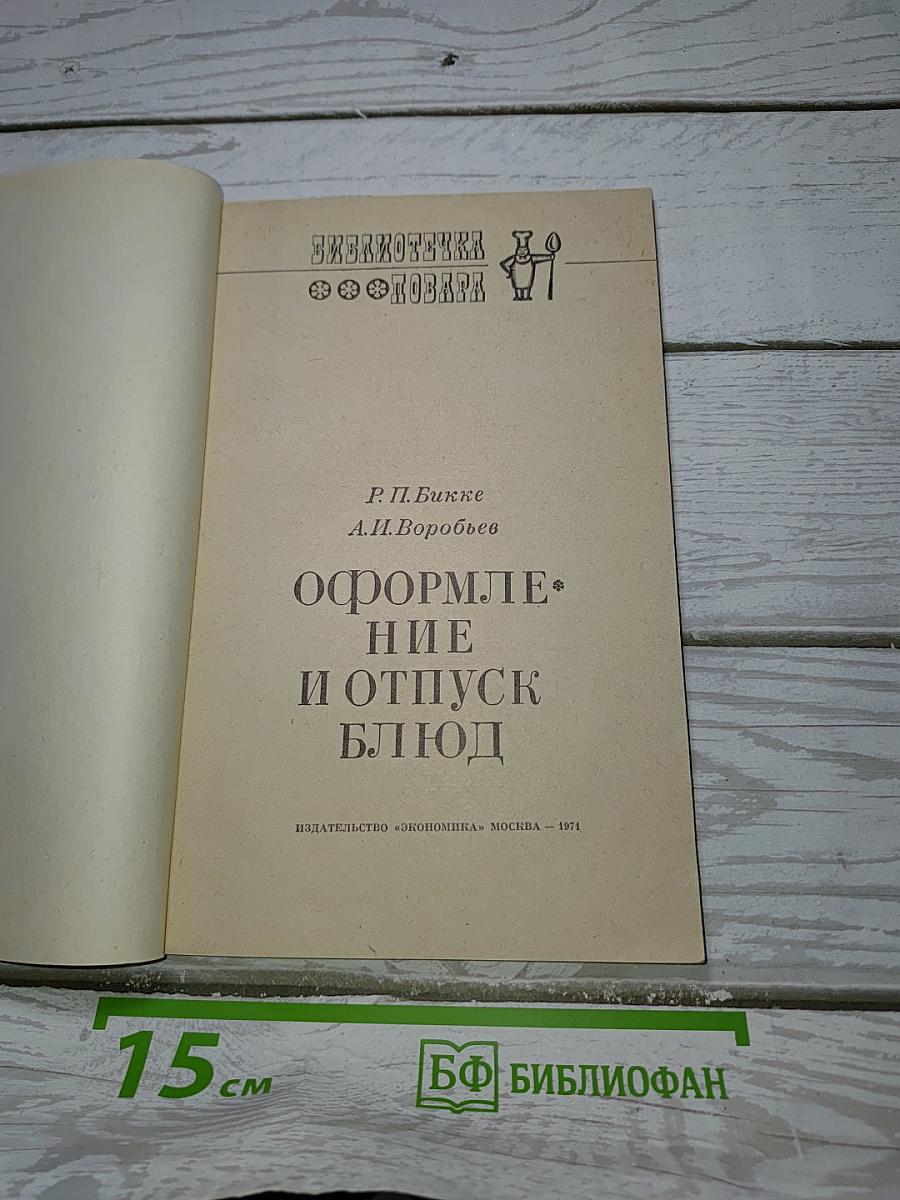 БИБЛИОТЕЧКА
ПОВАРА
Р. П. Бикке
А. И. Воробьев
ОФОРМЛЕ-
НИЕ
И ОТПУСК
БЛЮД
ИЗДАТЕЛЬСТВО «ЭКОНОМИКА» МОСКВА — 1971
15 см
БФ БИБЛИОФАН